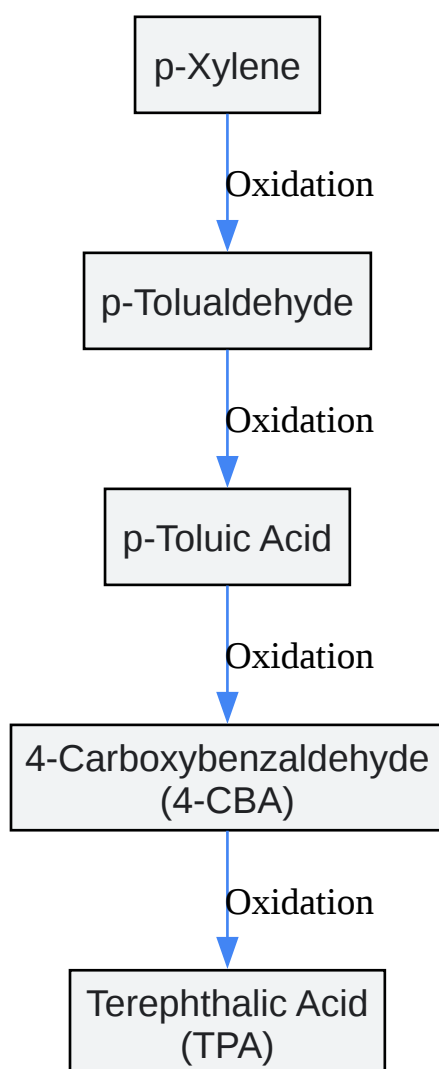 p-Xylene
Oxidation
p-Tolualdehyde
Oxidation
p-Toluic Acid
Oxidation
4-Carboxybenzaldehyde
(4-CBA)
Oxidation
Terephthalic Acid
(TPA)